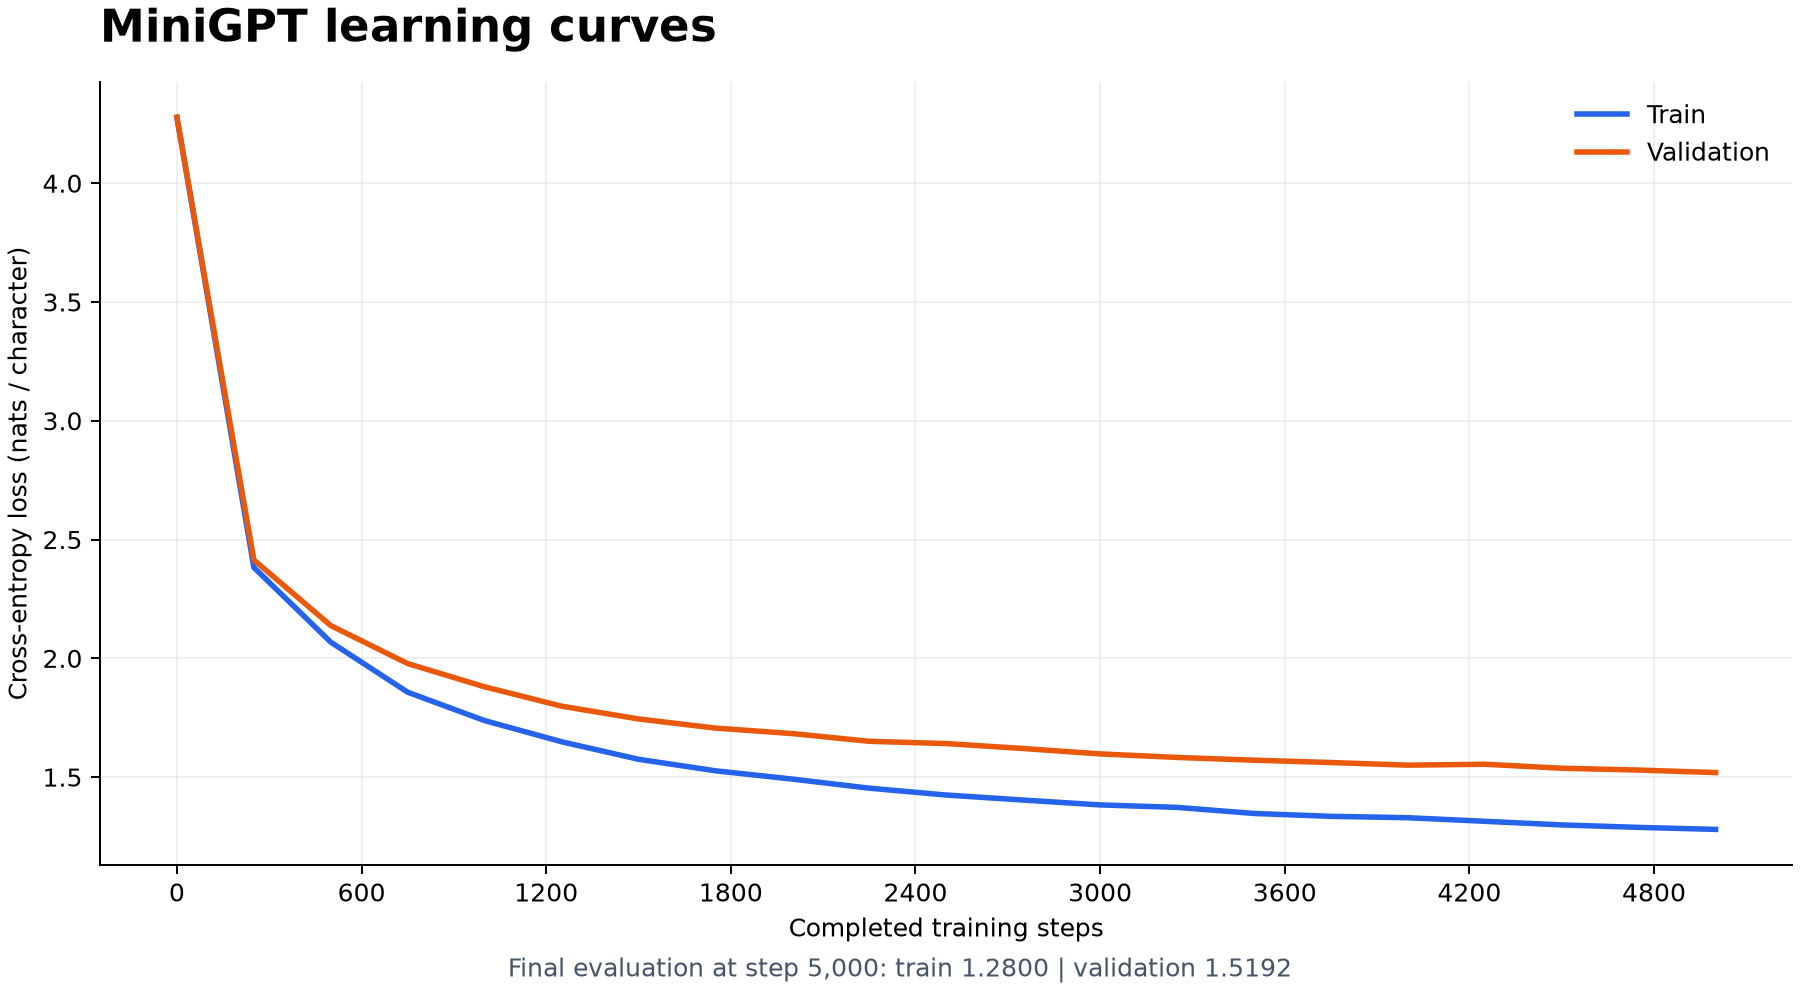 MiniGPT learning curves
Train
Validation
Cross-entropy loss (nats / character)
4.0
3.5
3.0
2.5
2.0
1.5
0 600 1200 1800 2400 3000 3600 4200 4800
Completed training steps
Final evaluation at step 5,000: train 1.2800 | validation 1.5192